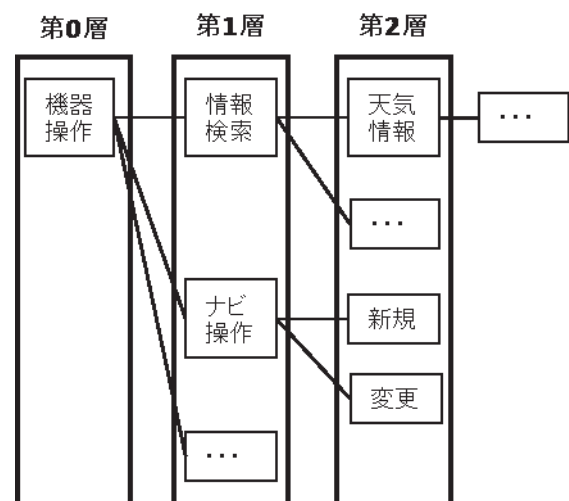 第0層
第1層
第2層
機器
操作
情報
検索
天気
情報
・・・
・・・
ナビ
操作
新規
変更
・・・